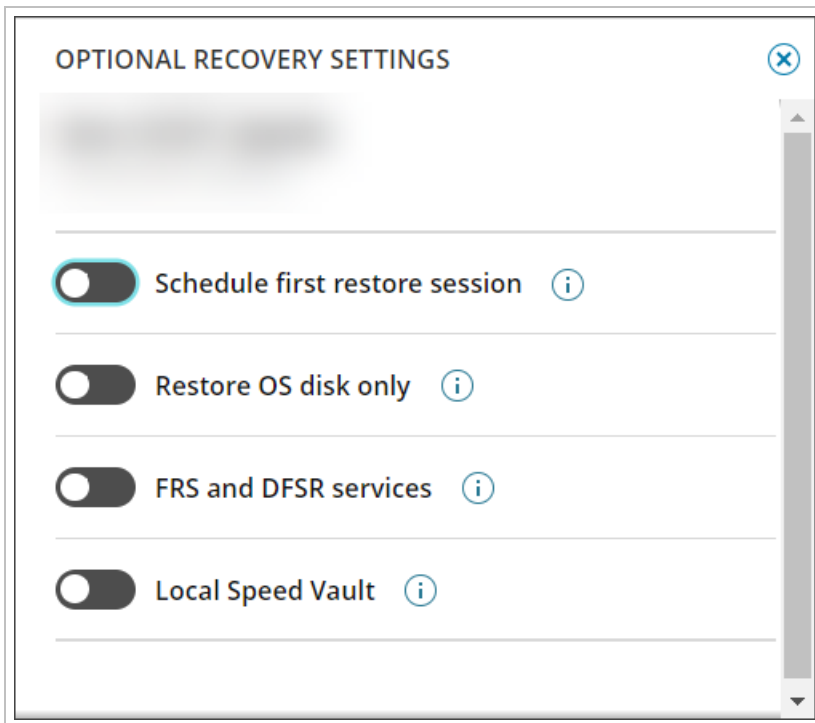 OPTIONAL RECOVERY SETTINGS
Schedule first restore session
Restore OS disk only
FRS and DFSR services
Local Speed Vault